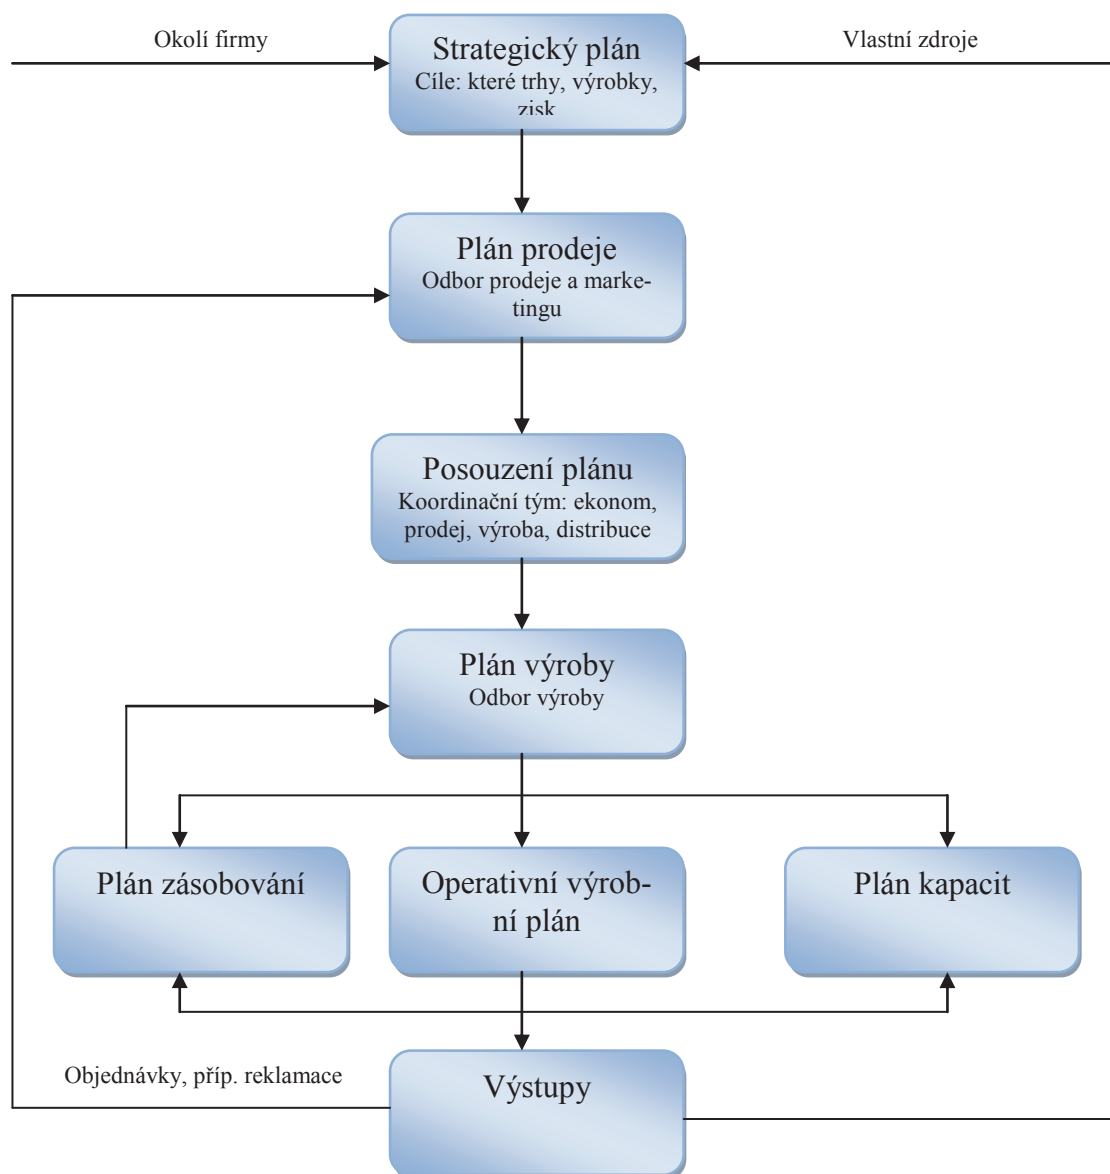 Okolí firmy
Strategický plán
Cíle: které trhy, výrobky,
zisk
Vlastní zdroje
Plán prodeje
Odbor prodeje a marke-
tingu
Posouzení plánu
Koordinační tým: ekonom,
prodej, výroba, distribuce
Plán výroby
Odbor výroby
Plán zásobování
Operativní výrob-
ní plán
Plán kapacit
Objednávky, příp. reklamace
Výstupy